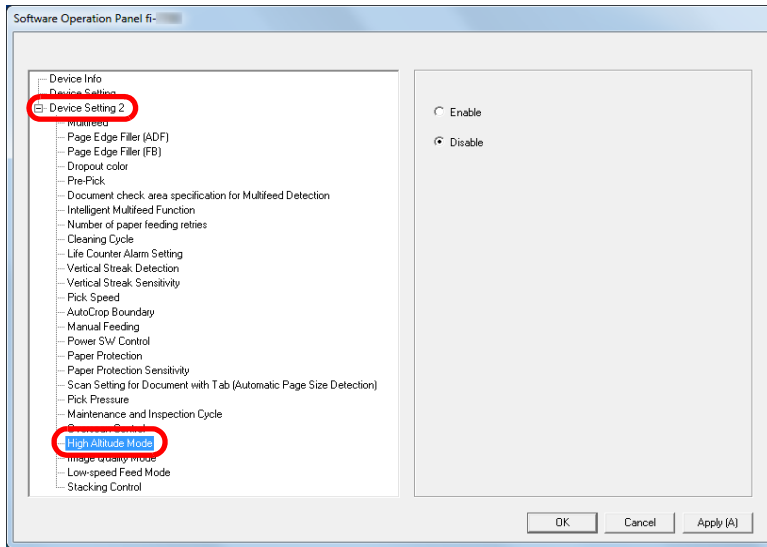 Software Operation Panel fi-
Device Info
Device Setting
Device Setting 2
Multifeed
Page Edge Filler (ADF)
Page Edge Filler (FB)
Dropout color
Pre-Pick
Document check area specification for Multifeed Detection
Intelligent Multifeed Function
Number of paper feeding retries
Cleaning Cycle
Life Counter Alarm Setting
Vertical Streak Detection
Vertical Streak Sensitivity
Pick Speed
AutoCrop Boundary
Manual Feeding
Power SW Control
Paper Protection
Paper Protection Sensitivity
Scan Setting for Document with Tab (Automatic Page Size Detection)
Pick Pressure
Maintenance and Inspection Cycle
Overscan Control
High Altitude Mode
Image Quality Mode
Low-speed Feed Mode
Stacking Control
Enable
Disable
OK Cancel Apply (A)